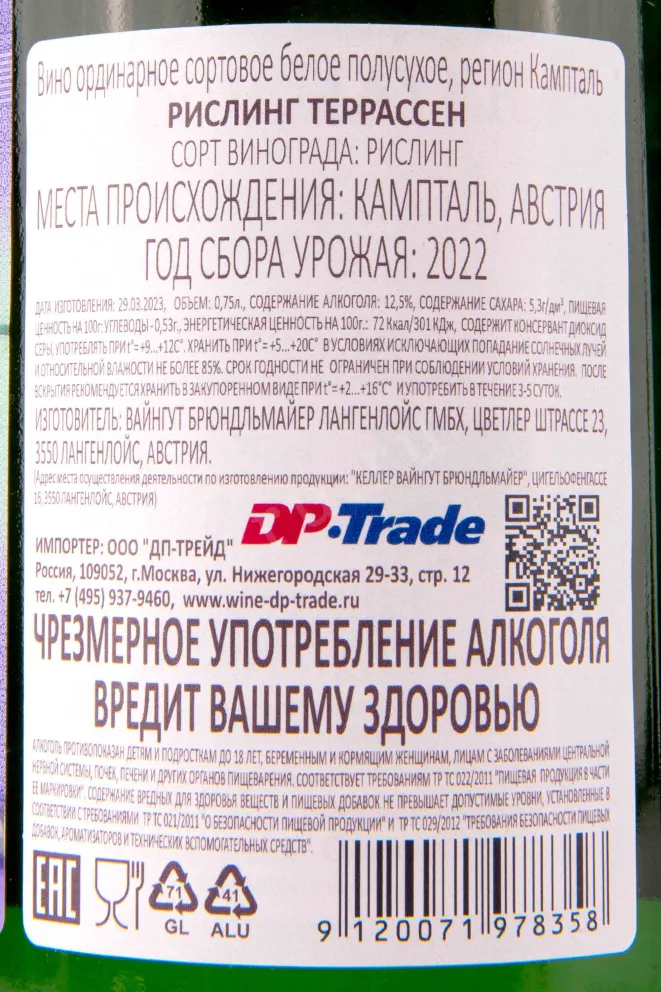 Вино ординарное сортовое белое полусухое, регион Кампталь
РИСЛИНГ ТЕРРАССЕН
СОРТ ВИНОГРАДА: РИСЛИНГ
МЕСТА ПРОИСХОЖДЕНИЯ: КАМПТАЛЬ, АВСТРИЯ
ГОД СБОРА УРОЖАЯ: 2022
ДАТА ИЗГОТОВЛЕНИЯ: 29.03.2023, ОБЪЕМ: 0,75л., СОДЕРЖАНИЕ АЛКОГОЛЯ: 12,5%, СОДЕРЖАНИЕ САХАРА: 5,3г/дм³, ПИЩЕВАЯ
ЦЕННОСТЬ НА 100г: УГЛЕВОДЫ - 0,53г., ЭНЕРГЕТИЧЕСКАЯ ЦЕННОСТЬ НА 100г.: 72 Ккал/301 КДж, СОДЕРЖИТ КОНСЕРВАНТ ДИОКСИД
СЕРЫ, УПОТРЕБЛЯТЬ ПРИ t°=+9...+12C°. ХРАНИТЬ ПРИ t°=+5...+20C° В УСЛОВИЯХ ИСКЛЮЧАЮЩИХ ПОПАДАНИЕ СОЛНЕЧНЫХ ЛУЧЕЙ
И ОТНОСИТЕЛЬНОЙ ВЛАЖНОСТИ НЕ БОЛЕЕ 85%. СРОК ГОДНОСТИ НЕ ОГРАНИЧЕН ПРИ СОБЛЮДЕНИИ УСЛОВИЙ ХРАНЕНИЯ. ПОСЛЕ
ВСКРЫТИЯ РЕКОМЕНДУЕТСЯ ХРАНИТЬ В ЗАКУПОРЕННОМ ВИДЕ ПРИ t°=+2...+16°C° И УПОТРЕБИТЬ В ТЕЧЕНИЕ 3-5 СУТОК.
ИЗГОТОВИТЕЛЬ: ВАЙНГУТ БРЮНДЛЬМАЙЕР ЛАНГЕНЛОЙС ГМБХ, ЦВЕТЛЕР ШТРАССЕ 23,
3550 ЛАНГЕНЛОЙС, АВСТРИЯ.
(Адрес места осуществления деятельности по изготовлению продукции: "КЕЛЛЕР ВАЙНГУТ БРЮНДЛЬМАЙЕР", ЦИГЕЛЬОФЕНГАССЕ
16, 3550 ЛАНГЕНЛОЙС, АВСТРИЯ)
DP·Trade
ИМПОРТЕР: ООО "ДП-ТРЕЙД"
Россия, 109052, г.Москва, ул. Нижегородская 29-33, стр. 12
тел. +7 (495) 937-9460, www.wine-dp-trade.ru
ЧРЕЗМЕРНОЕ УПОТРЕБЛЕНИЕ АЛКОГОЛЯ
ВРЕДИТ ВАШЕМУ ЗДОРОВЬЮ
АЛКОГОЛЬ ПРОТИВОПОКАЗАН ДЕТЯМ И ПОДРОСТКАМ ДО 18 ЛЕТ, БЕРЕМЕННЫМ И КОРМЯЩИМ ЖЕНЩИНАМ, ЛИЦАМ С ЗАБОЛЕВАНИЯМИ ЦЕНТРАЛЬНОЙ
НЕРВНОЙ СИСТЕМЫ, ПОЧЕК, ПЕЧЕНИ И ДРУГИХ ОРГАНОВ ПИЩЕВАРЕНИЯ. СООТВЕТСТВУЕТ ТРЕБОВАНИЯМ ТР ТС 022/2011 "ПИЩЕВАЯ ПРОДУКЦИЯ В ЧАСТИ
ЕЕ МАРКИРОВКИ". СОДЕРЖАНИЕ ВРЕДНЫХ ДЛЯ ЗДОРОВЬЯ ВЕЩЕСТВ И ПИЩЕВЫХ ДОБАВОК НЕ ПРЕВЫШАЕТ ДОПУСТИМЫЕ УРОВНИ, УСТАНОВЛЕННЫЕ В
СООТВЕТСТВИИ С ТРЕБОВАНИЯМИ ТР ТС 021/2011 "О БЕЗОПАСНОСТИ ПИЩЕВОЙ ПРОДУКЦИИ" И ТР ТС 029/2012 "ТРЕБОВАНИЯ БЕЗОПАСНОСТИ ПИЩЕВЫХ
ДОБАВОК, АРОМАТИЗАТОРОВ И ТЕХНИЧЕСКИХ ВСПОМОГАТЕЛЬНЫХ СРЕДСТВ".
EAC
71
GL
41
ALU
9 120071 978358